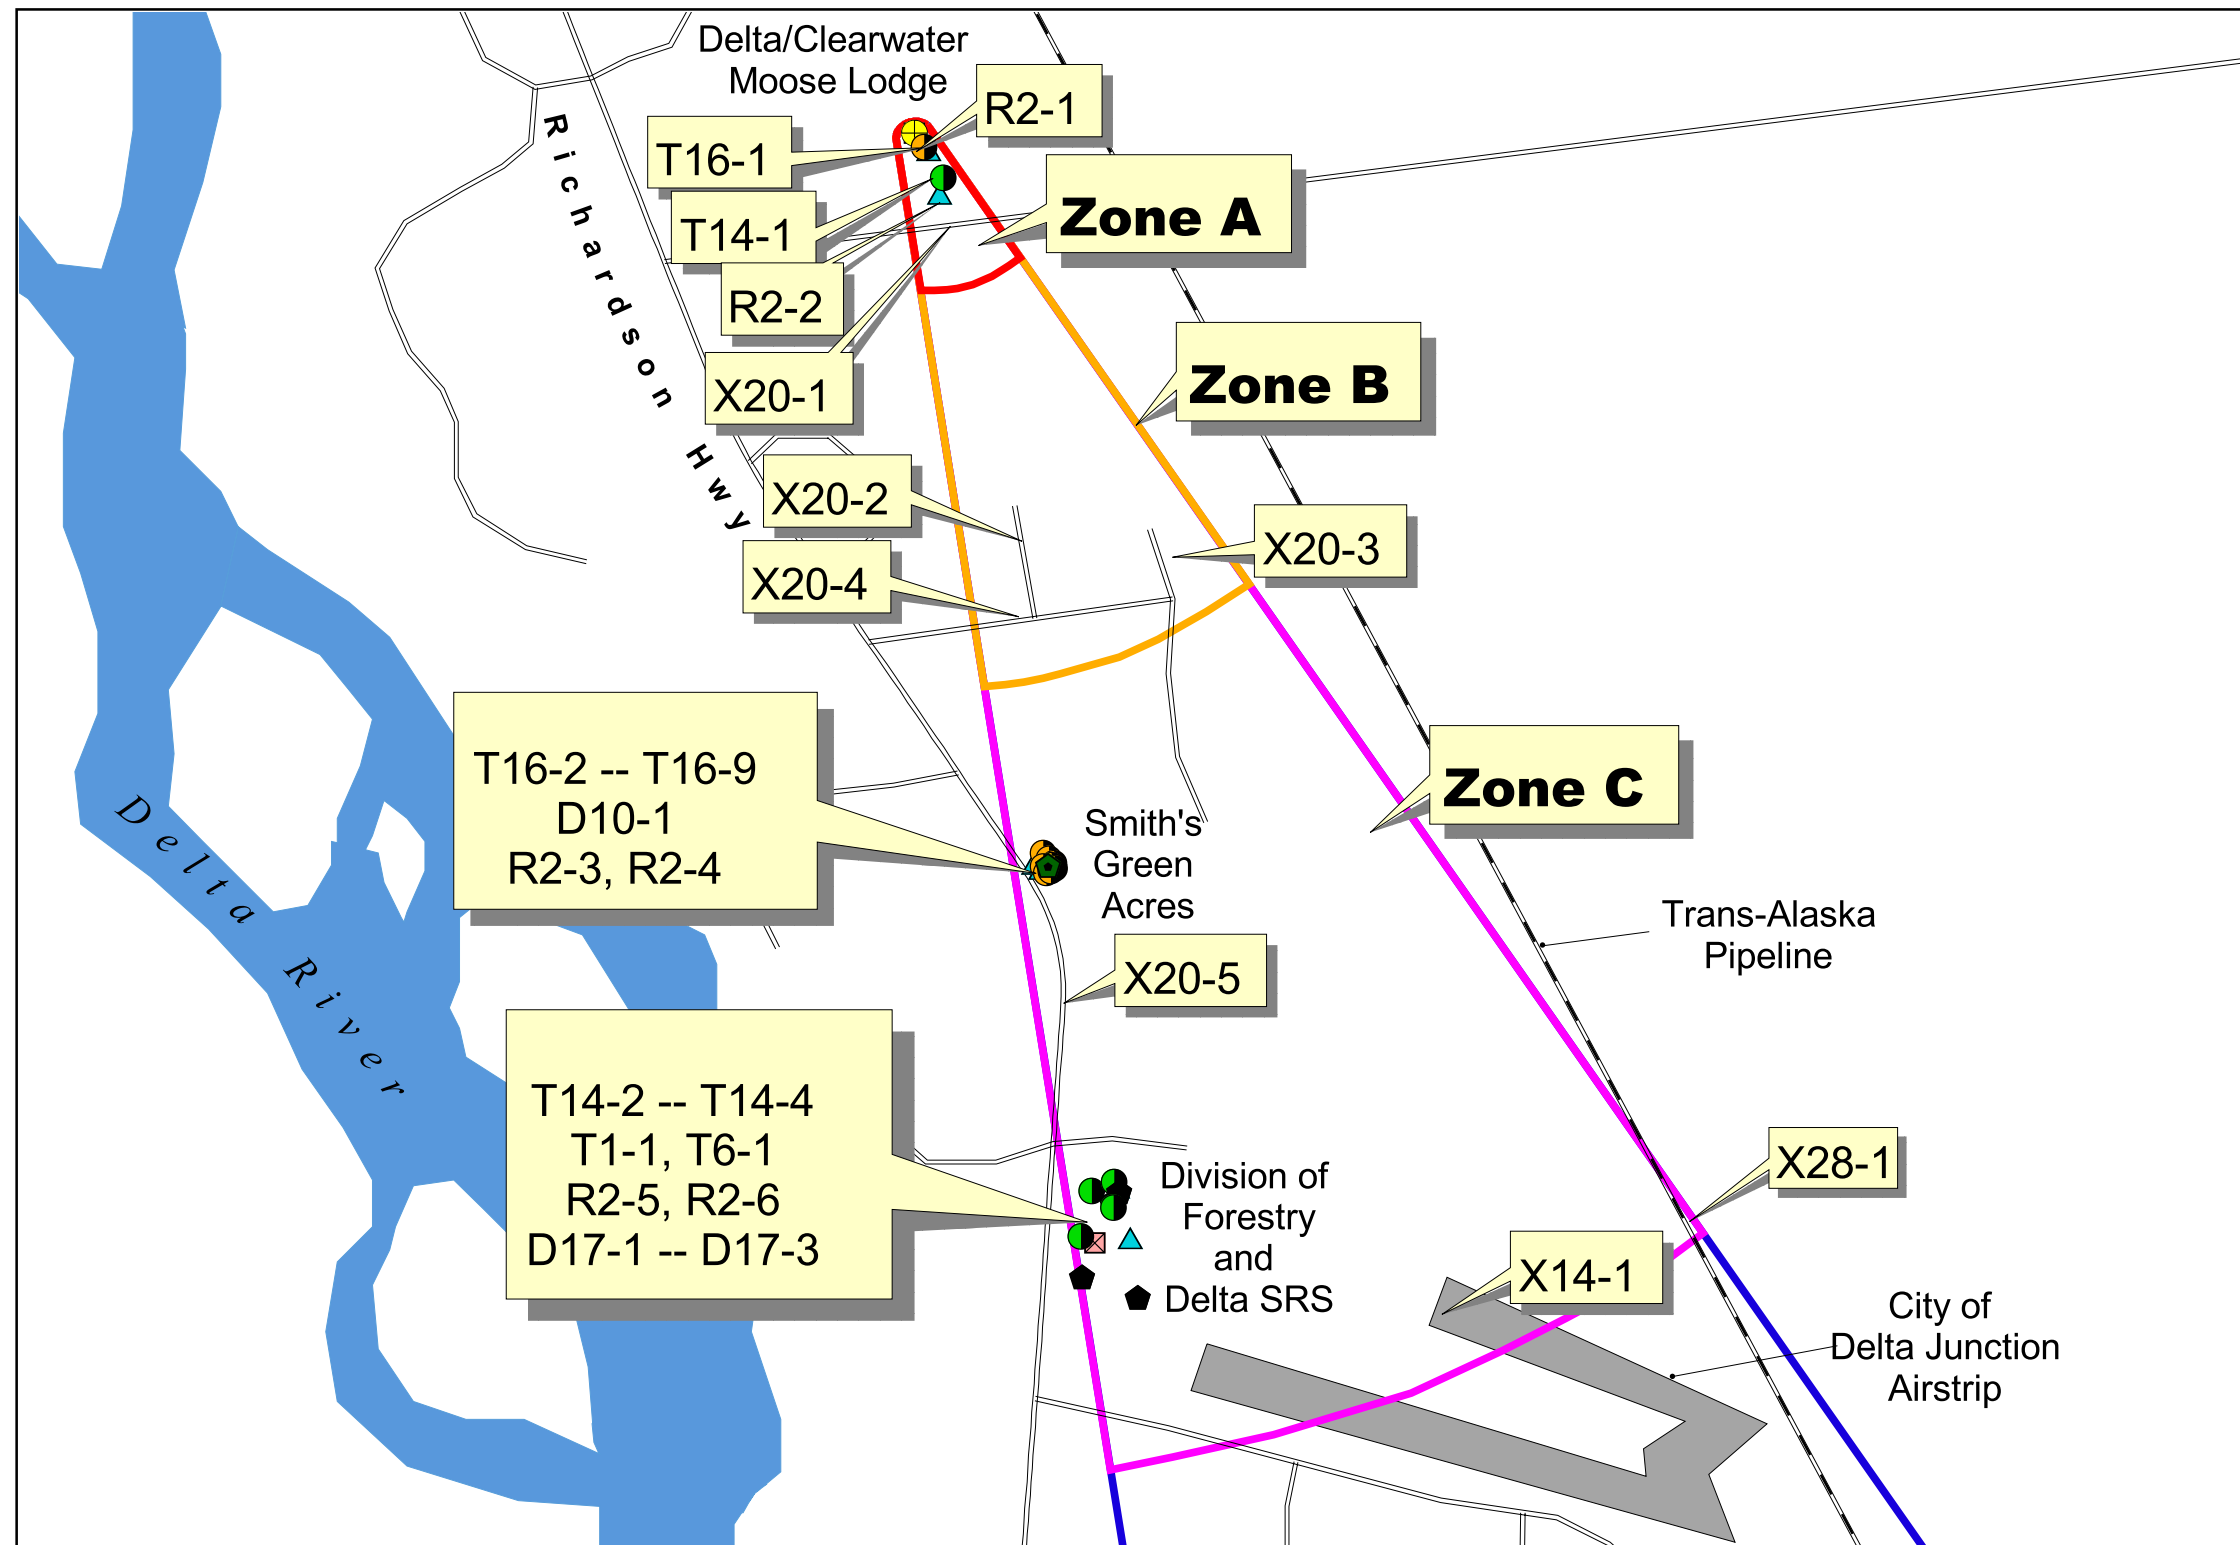 Delta/Clearwater
Moose Lodge
R2-1
T16-1
Zone A
T14-1
R2-2
X20-1
Richardson Hwy
Zone B
X20-2
X20-3
X20-4
T16-2 -- T16-9
D10-1
R2-3, R2-4
Zone C
Smith's
Green
Acres
Delta River
Trans-Alaska
Pipeline
X20-5
T14-2 -- T14-4
T1-1, T6-1
R2-5, R2-6
D17-1 -- D17-3
Division of
Forestry
and
Delta SRS
X28-1
X14-1
City of
Delta Junction
Airstrip